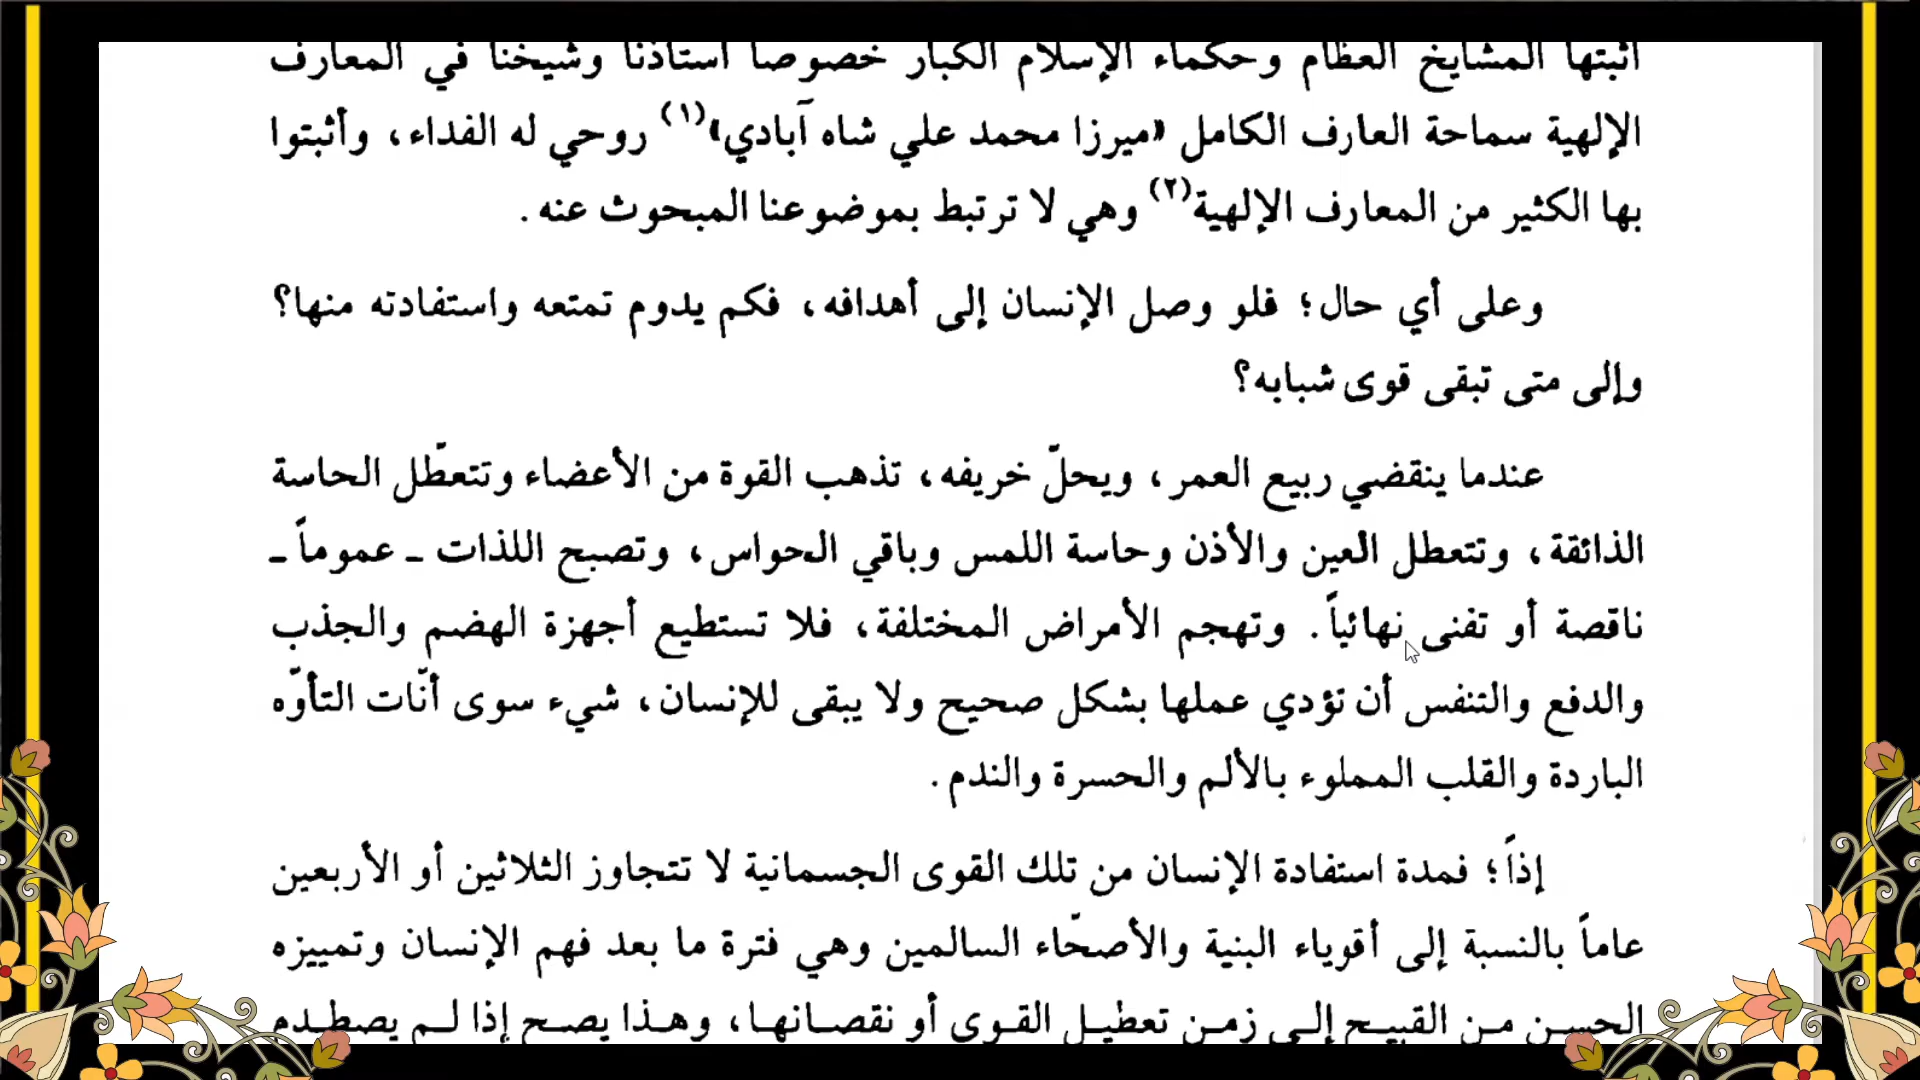 أثبتها المشايخ العظام وحكماء الإسلام الكبار خصوصاً أستاذنا وشيخنا في المعارف
الإلهية سماحة العارف الكامل «ميرزا محمد علي شاه آبادي»(١) روحي له الفداء، وأثبتوا
بها الكثير من المعارف الإلهية(٢) وهي لا ترتبط بموضوعنا المبحوث عنه.
وعلى أي حال؛ فلو وصل الإنسان إلى أهدافه، فكم يدوم تمتعه واستفادته منها؟
وإلى متى تبقى قوى شبابه؟
عندما ينقضي ربيع العمر، ويحلّ خريفه، تذهب القوة من الأعضاء وتتعطّل الحاسة
الذائقة، وتتعطل العين والأذن وحاسة اللمس وباقي الحواس، وتصبح اللذات ـ عموماً ـ
ناقصة أو تفنى نهائياً. وتهجم الأمراض المختلفة، فلا تستطيع أجهزة الهضم والجذب
والدفع والتنفس أن تؤدي عملها بشكل صحيح ولا يبقى للإنسان، شيء سوى أنّات التأوّه
الباردة والقلب المملوء بالألم والحسرة والندم.
إذاً؛ فمدة استفادة الإنسان من تلك القوى الجسمانية لا تتجاوز الثلاثين أو الأربعين
عاماً بالنسبة إلى أقوياء البنية والأصحّاء السالمين وهي فترة ما بعد فهم الإنسان وتمييزه
الحسن من القبيح إلى زمن تعطيل القوى أو نقصانها، وهذا يصح إذا لم يصطدم